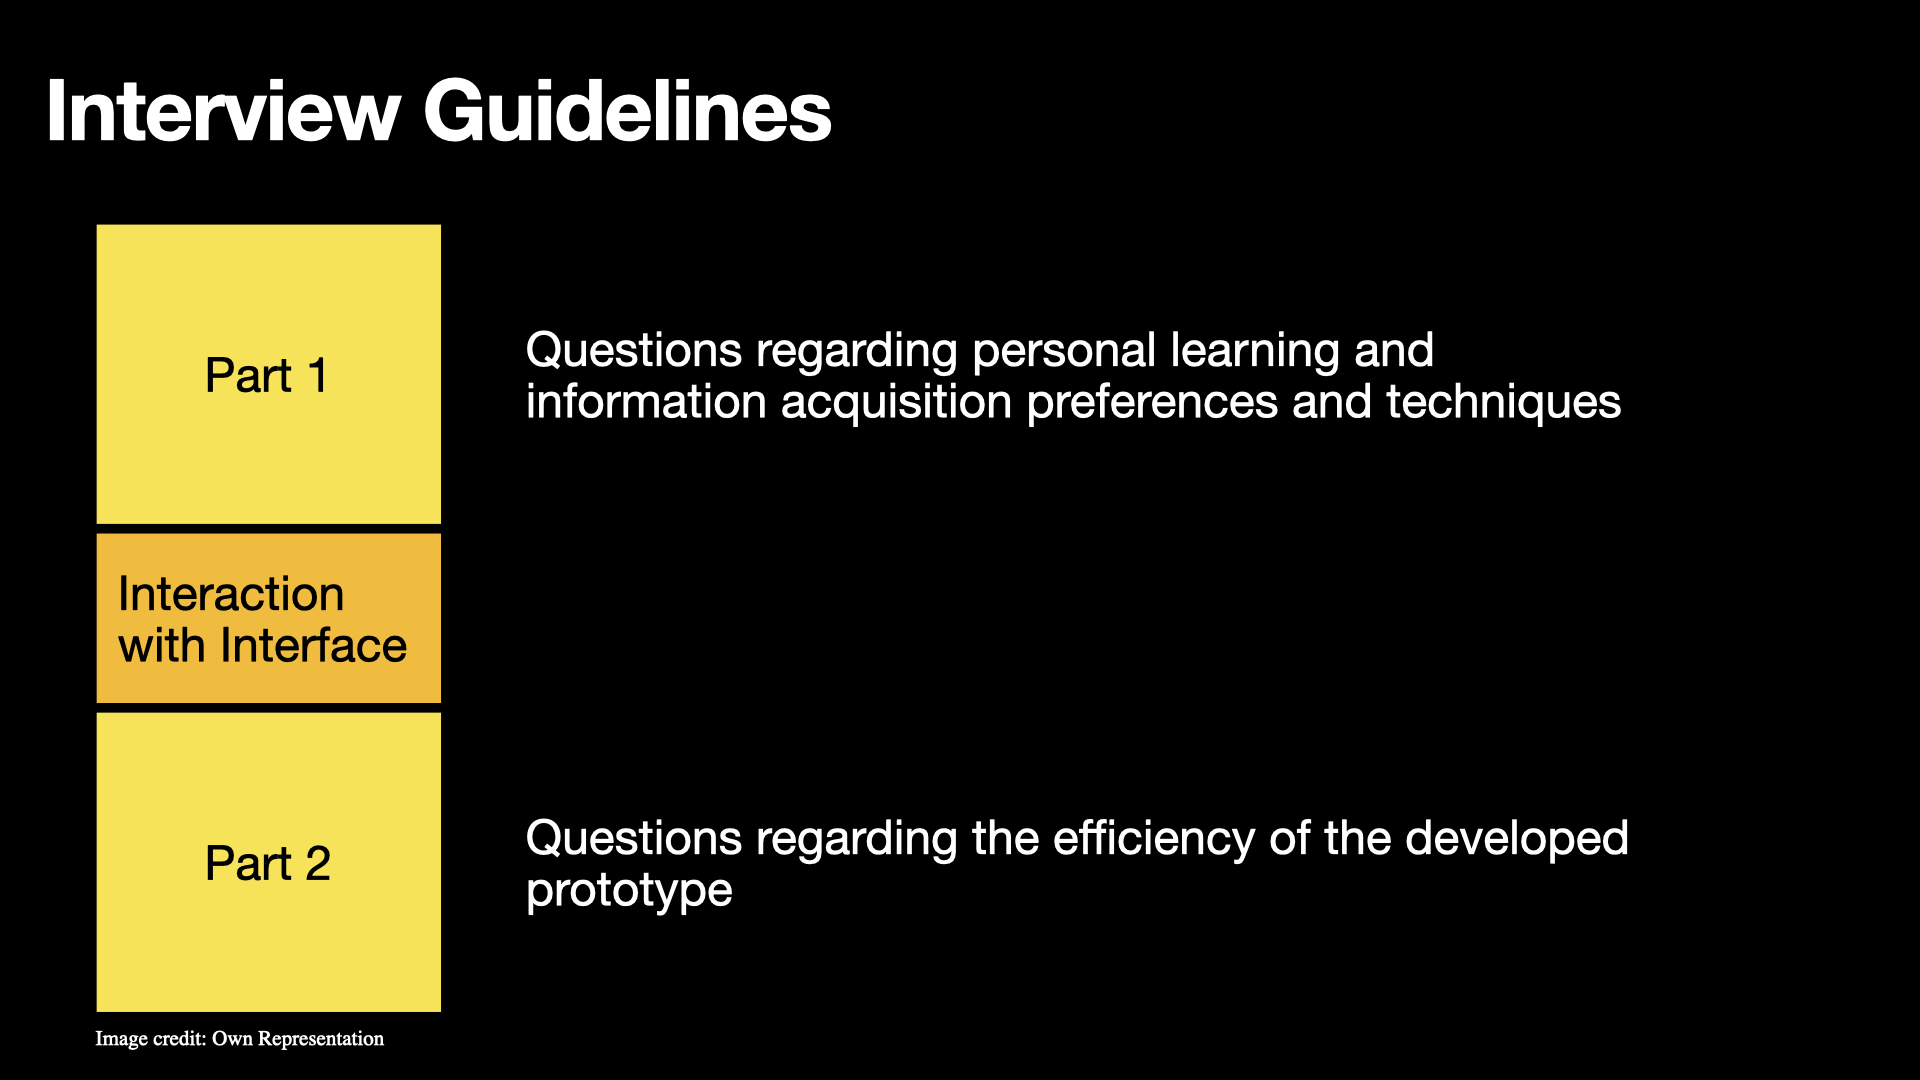 Interview Guidelines
Part 1
Questions regarding personal learning and
information acquisition preferences and techniques
Interaction
with Interface
Part 2
Questions regarding the efficiency of the developed
prototype
Image credit: Own Representation